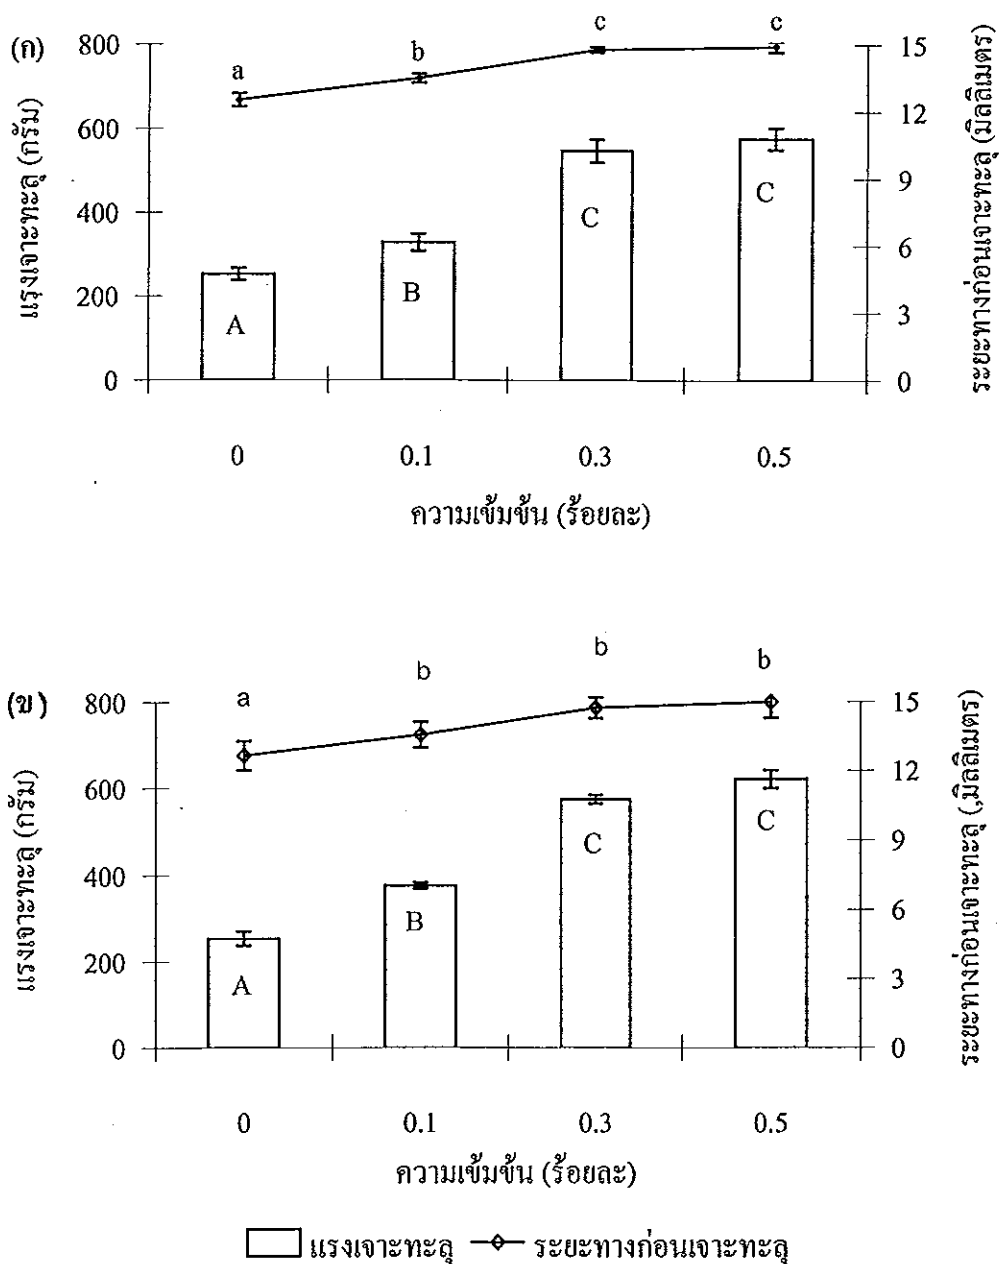 (ก)
a b c c
800
600
400
200
0
แรงเจาะทะลุ (กรัม)
A B C C
15
12
9
6
3
0
ระยะทางก่อนเจาะทะลุ (มิลลิเมตร)
0 0.1 0.3 0.5
ความเข้มข้น (ร้อยละ)
(ข)
a b b b
800
600
400
200
0
แรงเจาะทะลุ (กรัม)
A B C C
15
12
9
6
3
0
ระยะทางก่อนเจาะทะลุ (มิลลิเมตร)
0 0.1 0.3 0.5
ความเข้มข้น (ร้อยละ)
แรงเจาะทะลุ ระยะทางก่อนเจาะทะลุ